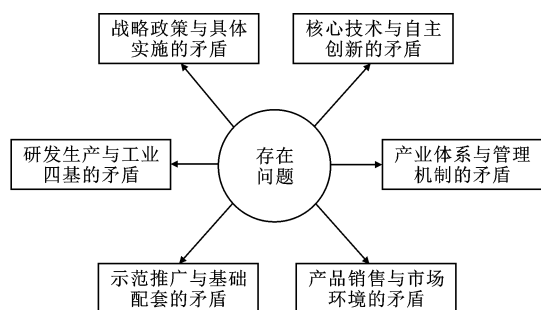 战略政策与具体
实施的矛盾
核心技术与自主
创新的矛盾
研发生产与工业
四基的矛盾
存在
问题
产业体系与管理
机制的矛盾
示范推广与基础
配套的矛盾
产品销售与市场
环境的矛盾